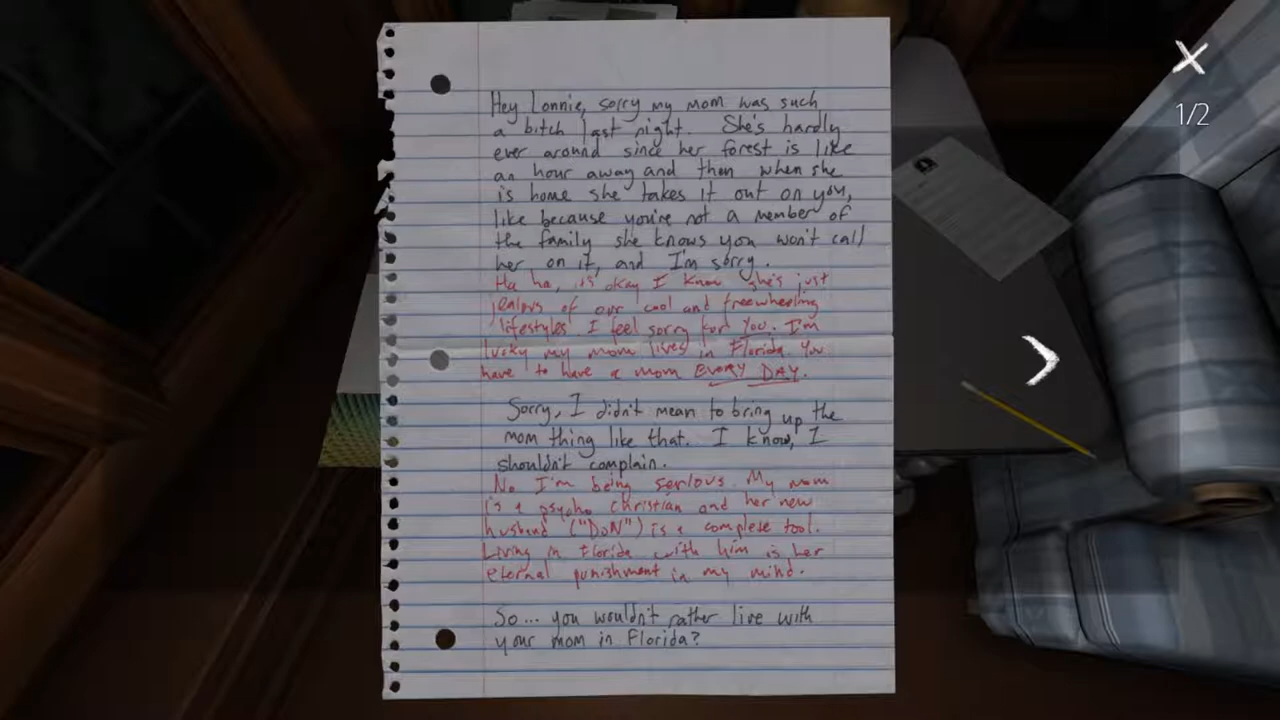 Hey Lonnie, sorry my mom was such
a bitch last night. She's hardly
ever around since her forest is like
an hour away and then when she
is home she takes it out on you,
like because you're not a member of
the family she knows you won't call
her on it, and I'm sorry.
Ha ha, it's okay I know she's just
jealous of our cool and freewheeling
'lifestyles' I feel sorry for you. I'm
lucky my mom lives in Florida. You
have to have a mom EVERY DAY.
Sorry, I didn't mean to bring up the
mom thing like that. I know, I
shouldn't complain.
No I'm being serious. My mom
is a psycho Christian and her new
husband ("DON") is a complete tool.
Living in Florida with him is her
eternal punishment in my mind.
So... you wouldn't rather live with
your mom in Florida?
1/2